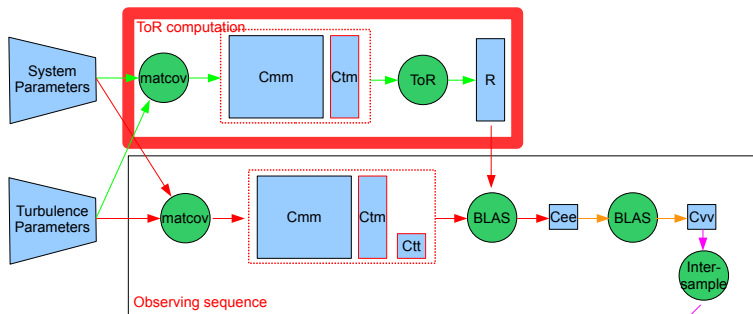 ToR computation
System
Parameters
matcov
Cmm
Ctm
ToR
R
Turbulence
Parameters
matcov
Cmm
Ctm
Ctt
BLAS
Cee
BLAS
Cvv
Inter-
sample
Observing sequence